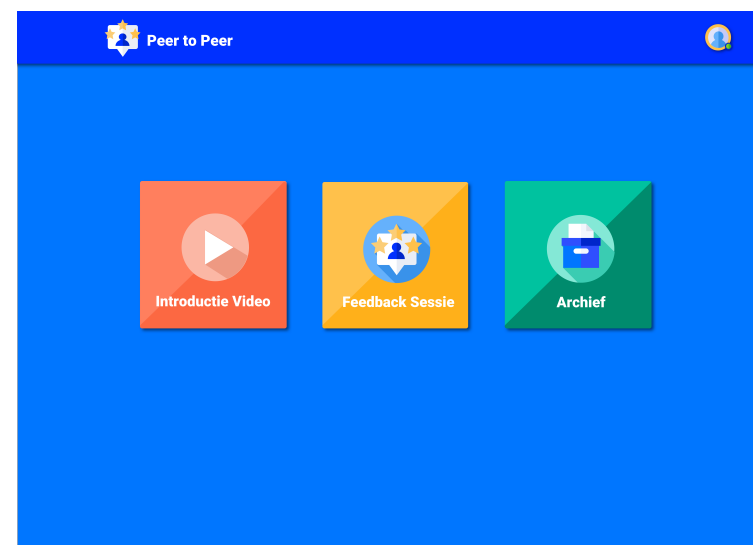 Peer to Peer
Introductie Video
Feedback Sessie
Archief